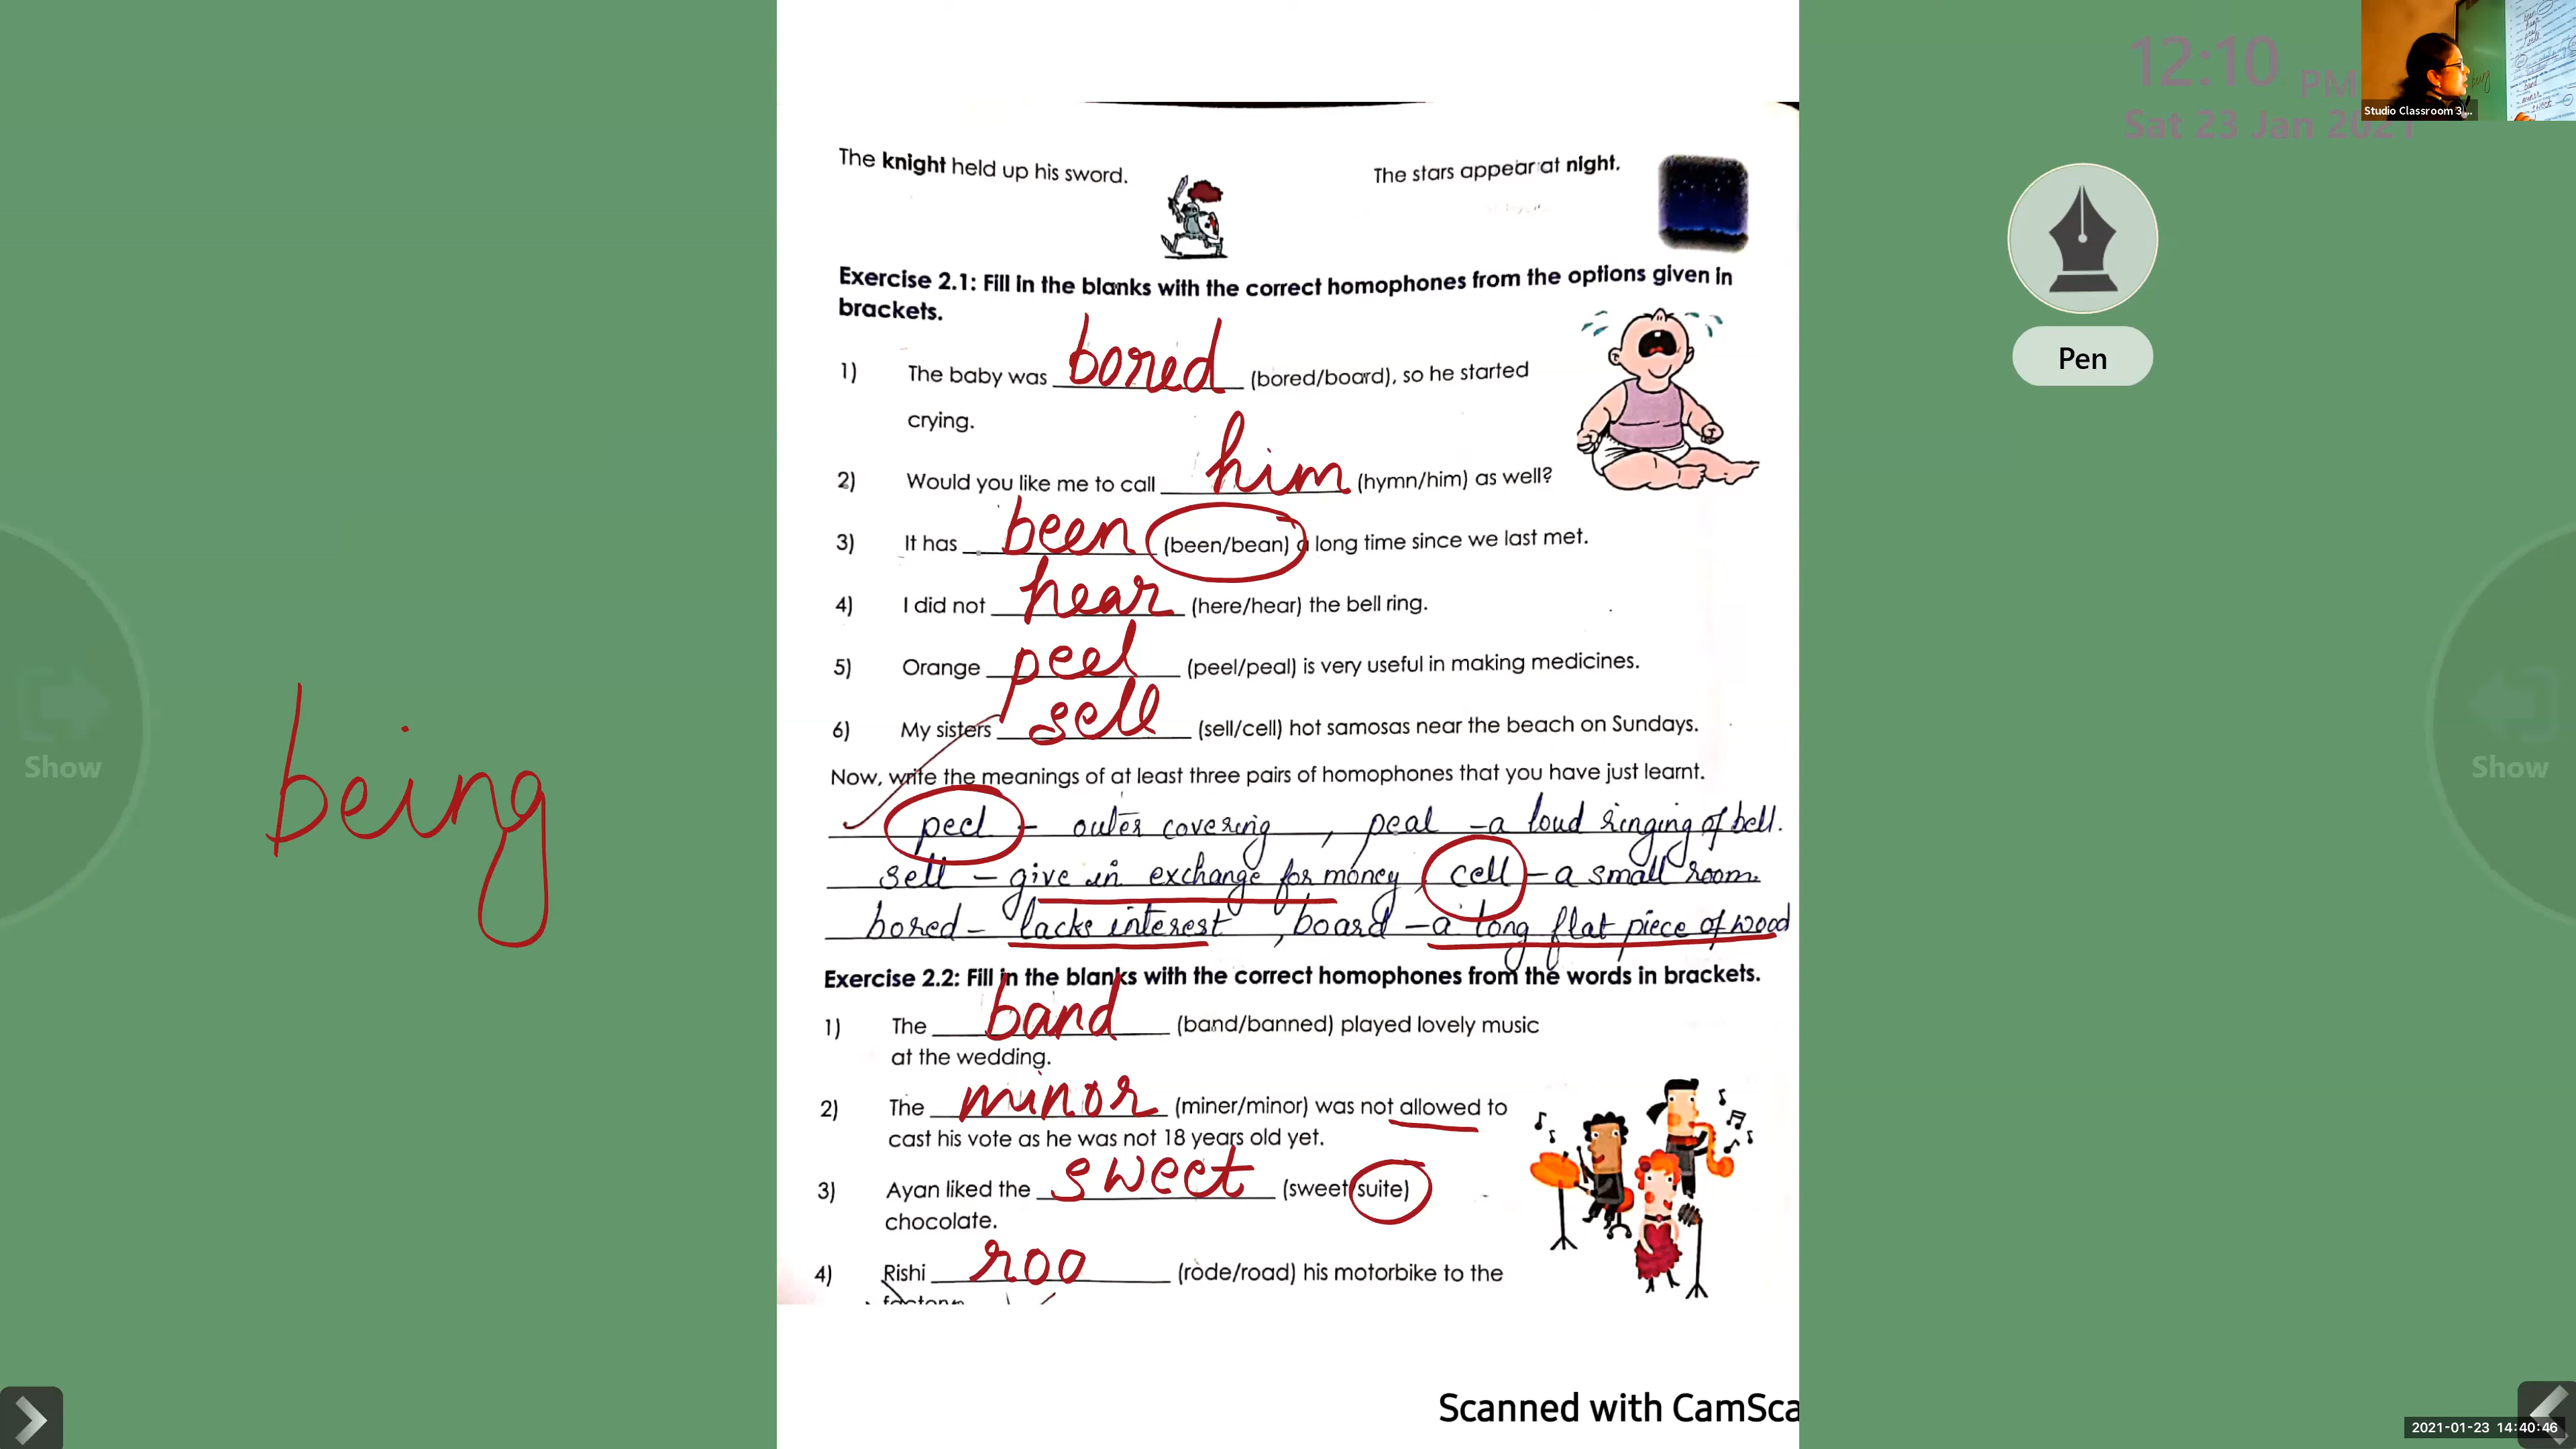 12:10 PM
Sat 23 Jan 2021
Studio Classroom 3...
Pen
Show
Show
being
The knight held up his sword.
The stars appear at night.
Exercise 2.1: Fill in the blanks with the correct homophones from the options given in
brackets.
1) The baby was bored (bored/board), so he started
crying.
2) Would you like me to call him (hymn/him) as well?
3) It has been (been/bean) a long time since we last met.
4) I did not hear (here/hear) the bell ring.
5) Orange peel (peel/peal) is very useful in making medicines.
6) My sisters sell (sell/cell) hot samosas near the beach on Sundays.
Now, write the meanings of at least three pairs of homophones that you have just learnt.
peel - outer covering, peal - a loud ringing of bell.
sell - give in exchange for money, cell - a small room.
bored - lacks interest, board - a long flat piece of wood
Exercise 2.2: Fill in the blanks with the correct homophones from the words in brackets.
1) The band (band/banned) played lovely music
at the wedding.
2) The minor (miner/minor) was not allowed to
cast his vote as he was not 18 years old yet.
3) Ayan liked the sweet (sweet/suite)
chocolate.
4) Rishi roo (rode/road) his motorbike to the
Scanned with CamSca
2021-01-23 14:40:46